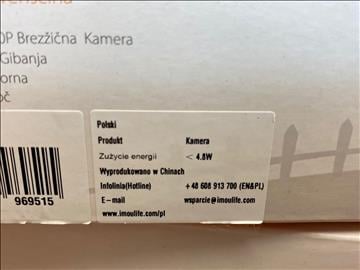 0P Brezžična Kamera
Gibanja
orna
oč
Polski
Produkt Kamera
Zużycie energii < 4.8W
Wyprodukowano w Chinach
Infolinia(Hotline) +48 608 913 700 (EN&PL)
E-mail wsparcie@imoulife.com
www.imoulife.com/pl
969515